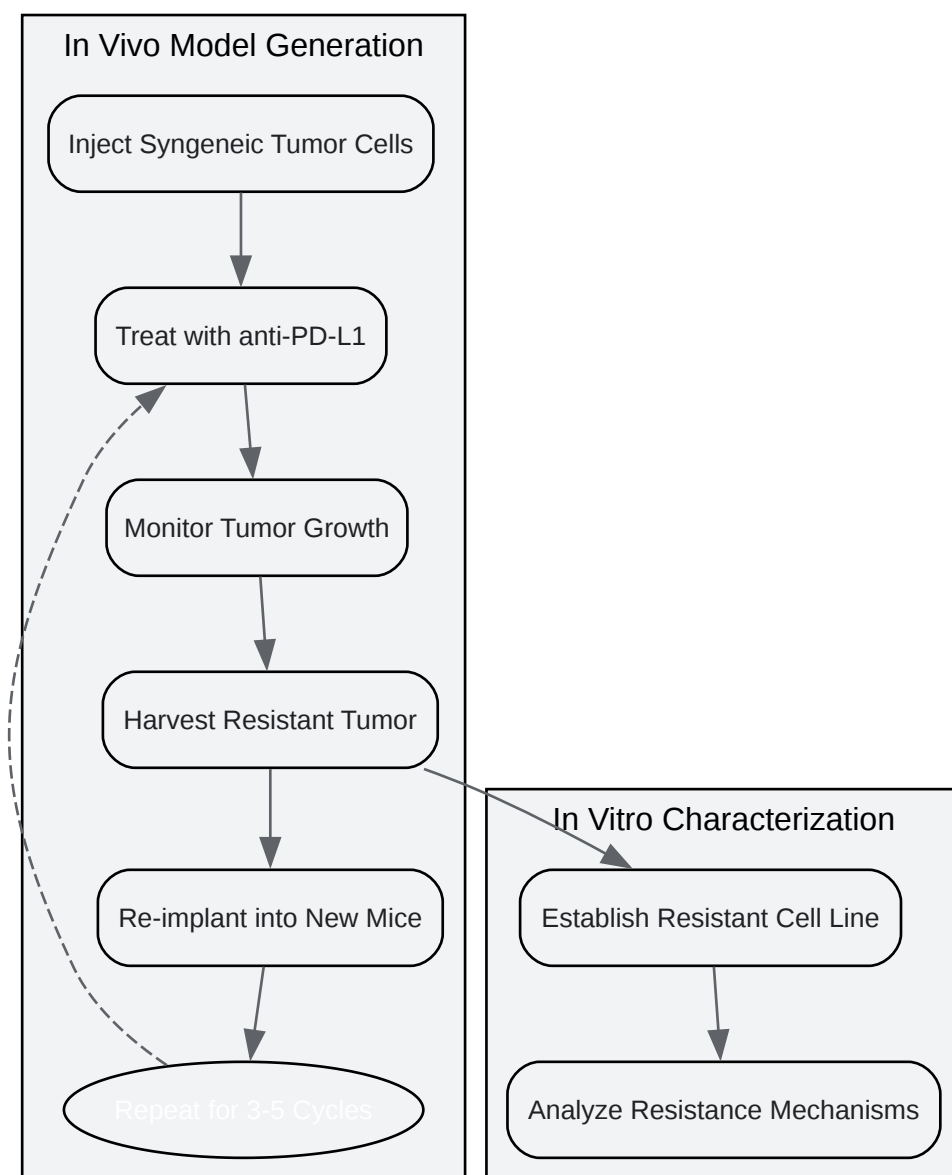 In Vivo Model Generation
Inject Syngeneic Tumor Cells
Treat with anti-PD-L1
Monitor Tumor Growth
Harvest Resistant Tumor
Re-implant into New Mice
Repeat for 3-5 Cycles
In Vitro Characterization
Establish Resistant Cell Line
Analyze Resistance Mechanisms